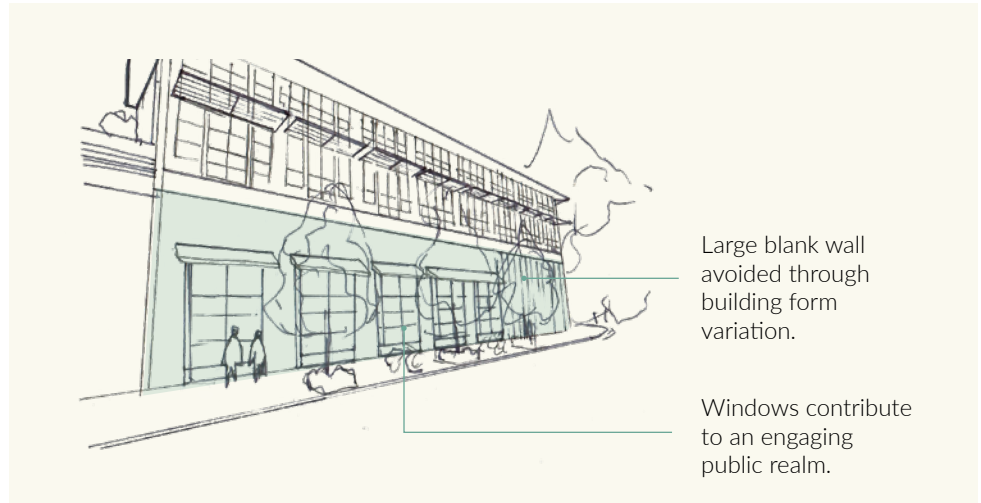 Large blank wall
avoided through
building form
variation.
Windows contribute
to an engaging
public realm.